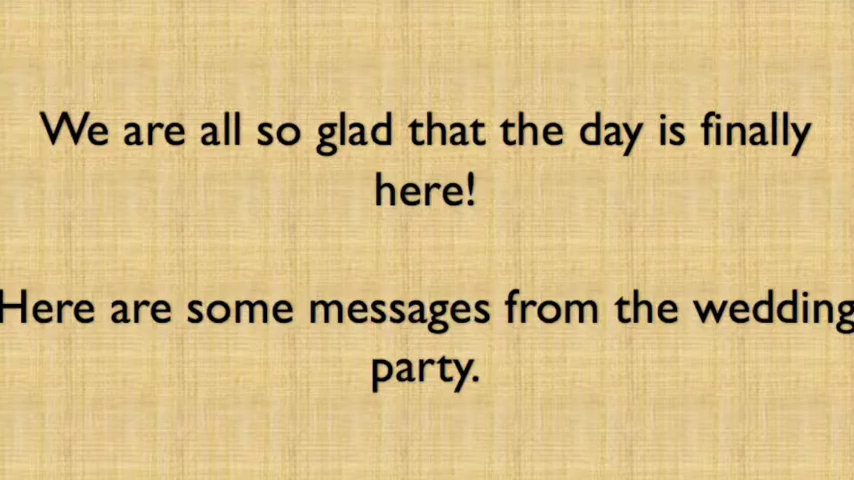 We are all so glad that the day is finally
here!
Here are some messages from the wedding
party.